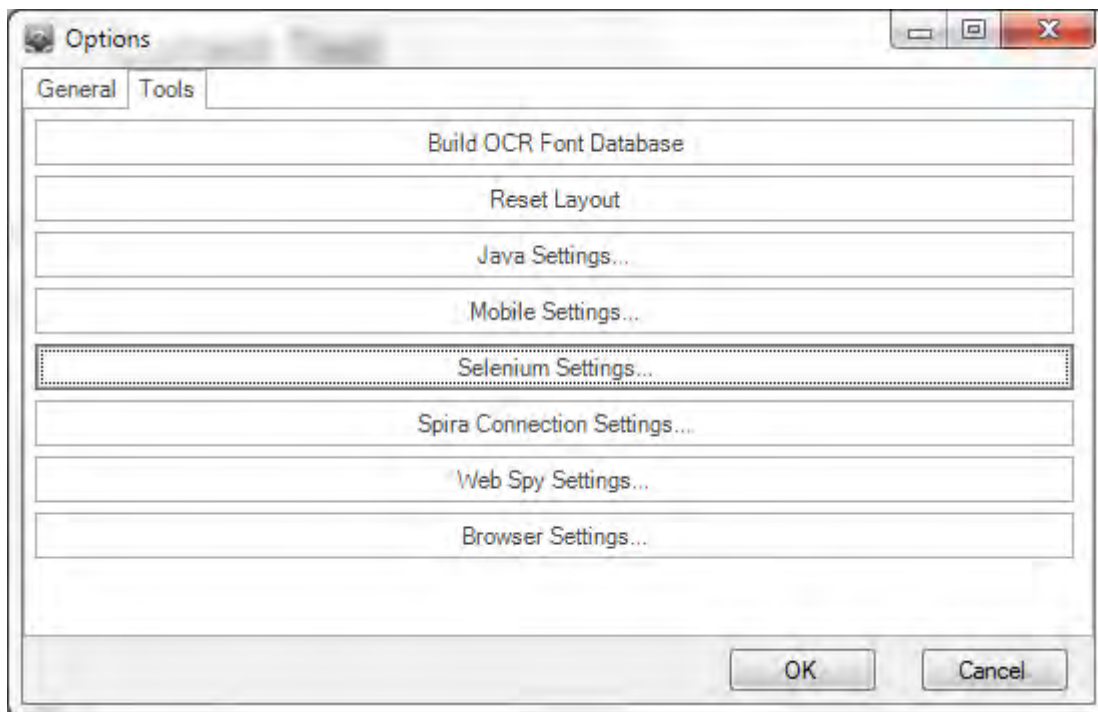 Options
General Tools
Build OCR Font Database
Reset Layout
Java Settings...
Mobile Settings...
Selenium Settings...
Spira Connection Settings...
Web Spy Settings...
Browser Settings...
OK Cancel